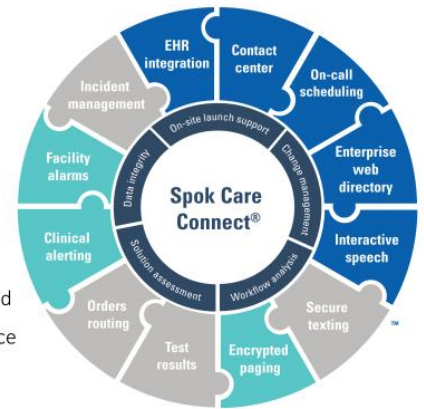 EHR
integration
Contact
center
On-call
scheduling
Enterprise
web
directory
Interactive
speech
Secure
texting
Encrypted
paging
Test
results
Orders
routing
Clinical
alerting
Facility
alarms
Incident
management
On-site launch support
Change management
Workflow analysis
Solution assessment
Data integrity
Spok Care
Connect®
™